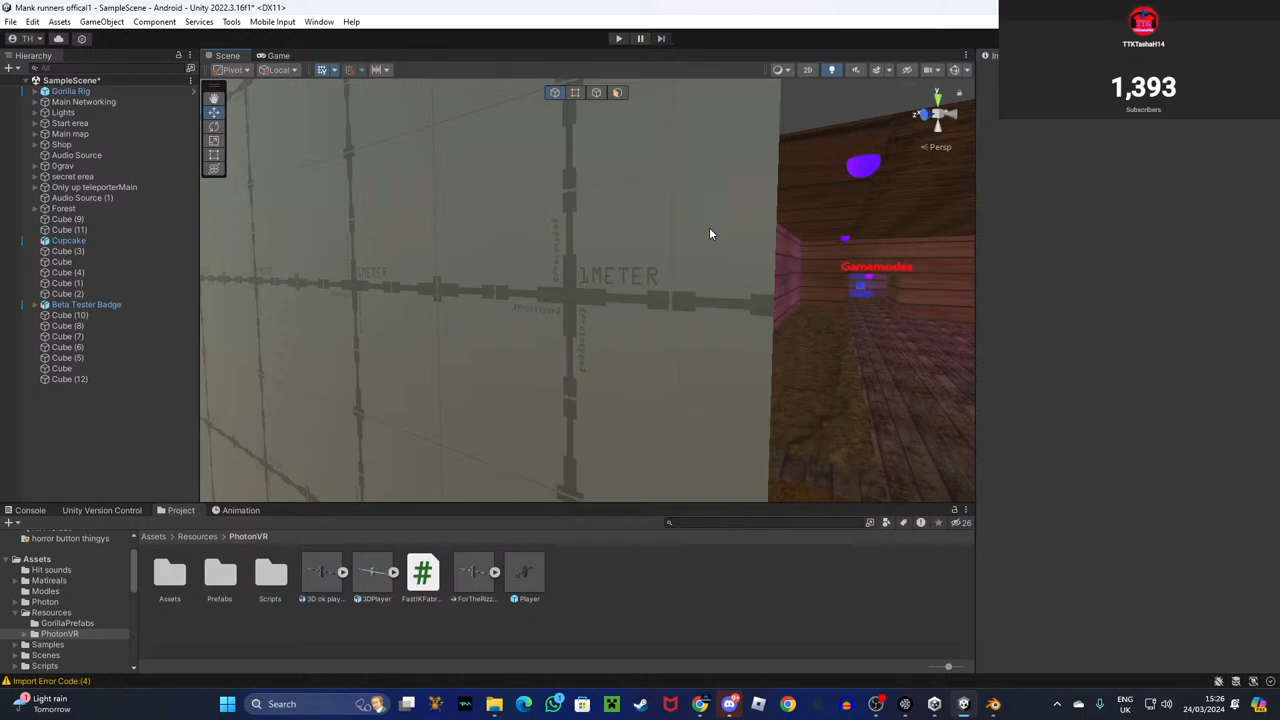 Mank runners offical1 - SampleScene - Android - Unity 2022.3.16f1* <DX11>
File Edit Assets GameObject Component Services Tools Mobile Input Window Help
TH
TTKTashaH14
1,393
Subscribers
Hierarchy
Scene Game
All
Pivot Local 2D
SampleScene*
Gorilla Rig
Main Networking
Lights
Start erea
Main map
Shop
Audio Source
0grav
secret erea
Only up teleporterMain
Audio Source (1)
Forest
Cube (9)
Cube (11)
Cupcake
Cube (3)
Cube
Cube (4)
Cube (1)
Cube (2)
Beta Tester Badge
Cube (10)
Cube (8)
Cube (7)
Cube (6)
Cube (5)
Cube
Cube (12)
y
z
Persp
1METER
1METER
Gamemodes
Console Unity Version Control Project Animation
26
horror button thingys
Assets
Hit sounds
Matireals
Modles
Photon
Resources
GorillaPrefabs
PhotonVR
Samples
Scenes
Scripts
Assets Resources PhotonVR
Assets Prefabs Scripts 3D ok play... 3DPlayer FastIKFabr... ForTheRizz... Player
Import Error Code:(4)
Light rain
Tomorrow
Search
9+
ENG
UK
15:26
24/03/2024